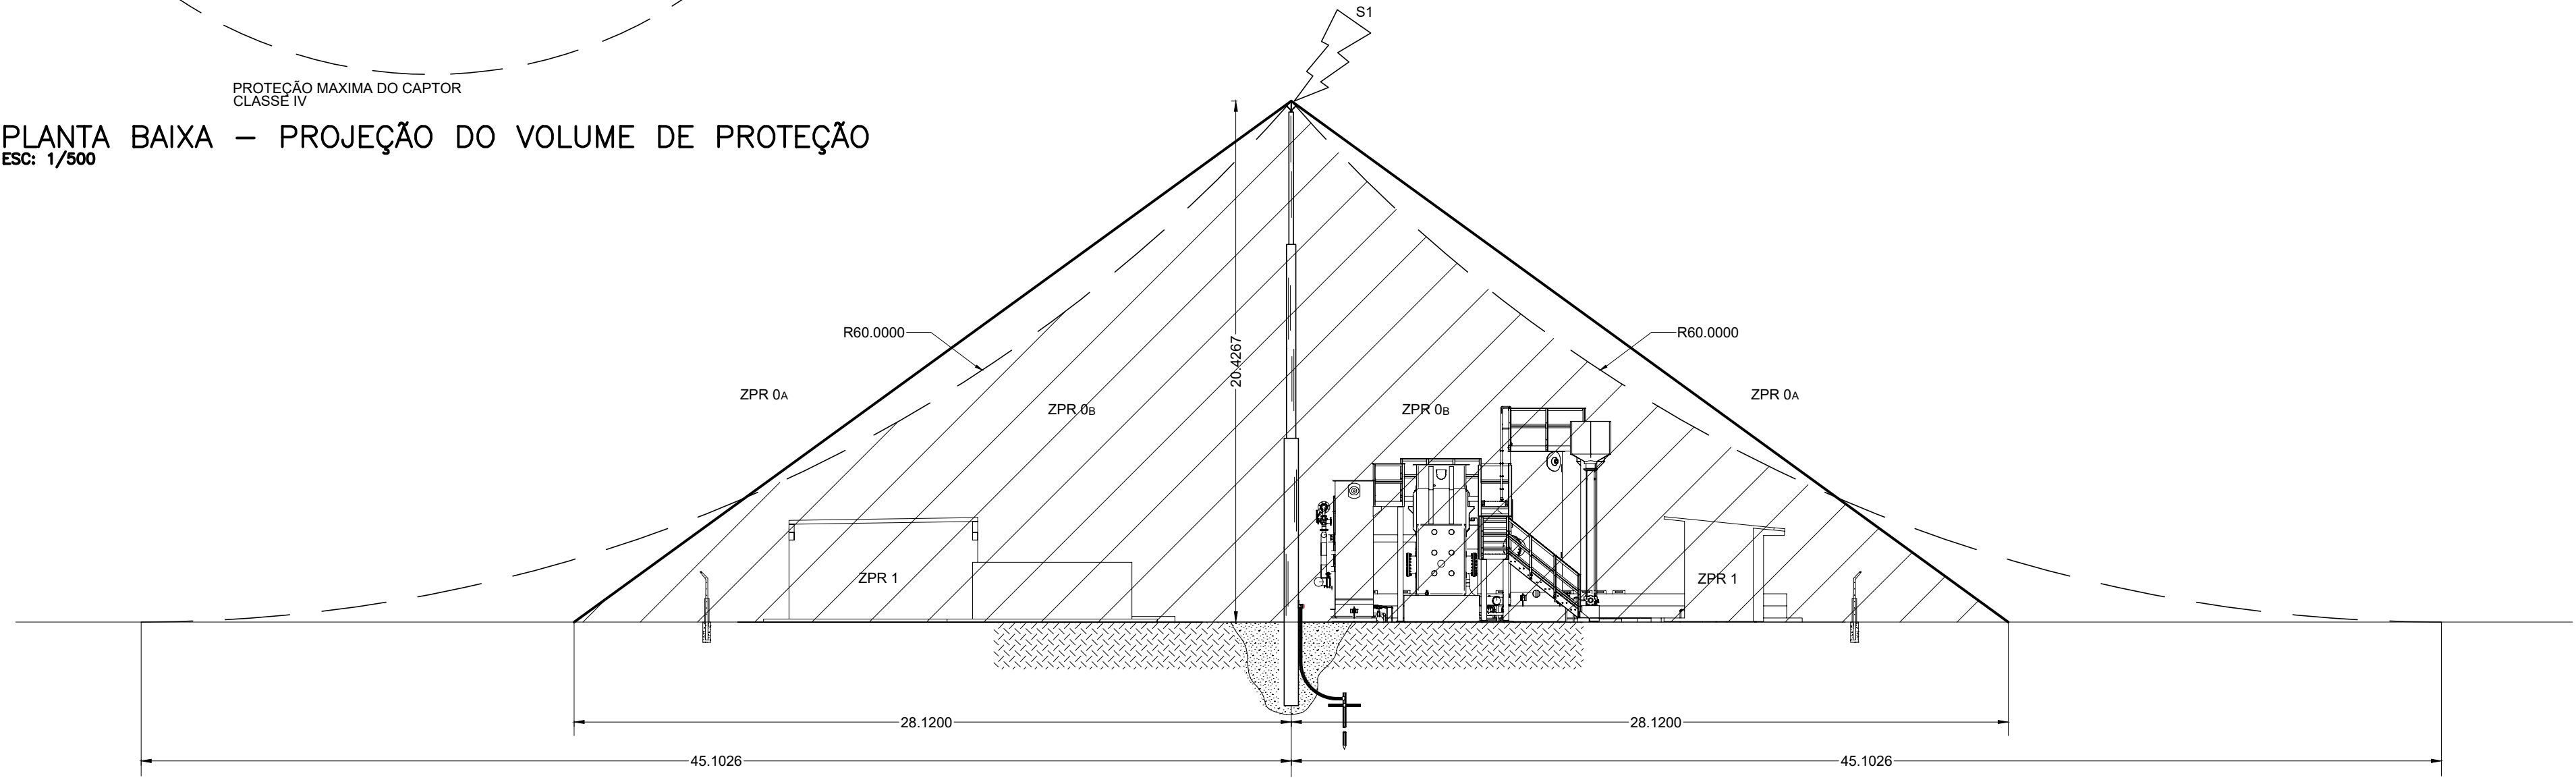 S1
PROTEÇÃO MAXIMA DO CAPTOR
CLASSE IV
PLANTA BAIXA – PROJEÇÃO DO VOLUME DE PROTEÇÃO
ESC: 1/500
R60.0000
R60.0000
20.4267
ZPR 0A
ZPR 0B
ZPR 0B
ZPR 0A
ZPR 1
ZPR 1
28.1200
28.1200
45.1026
45.1026